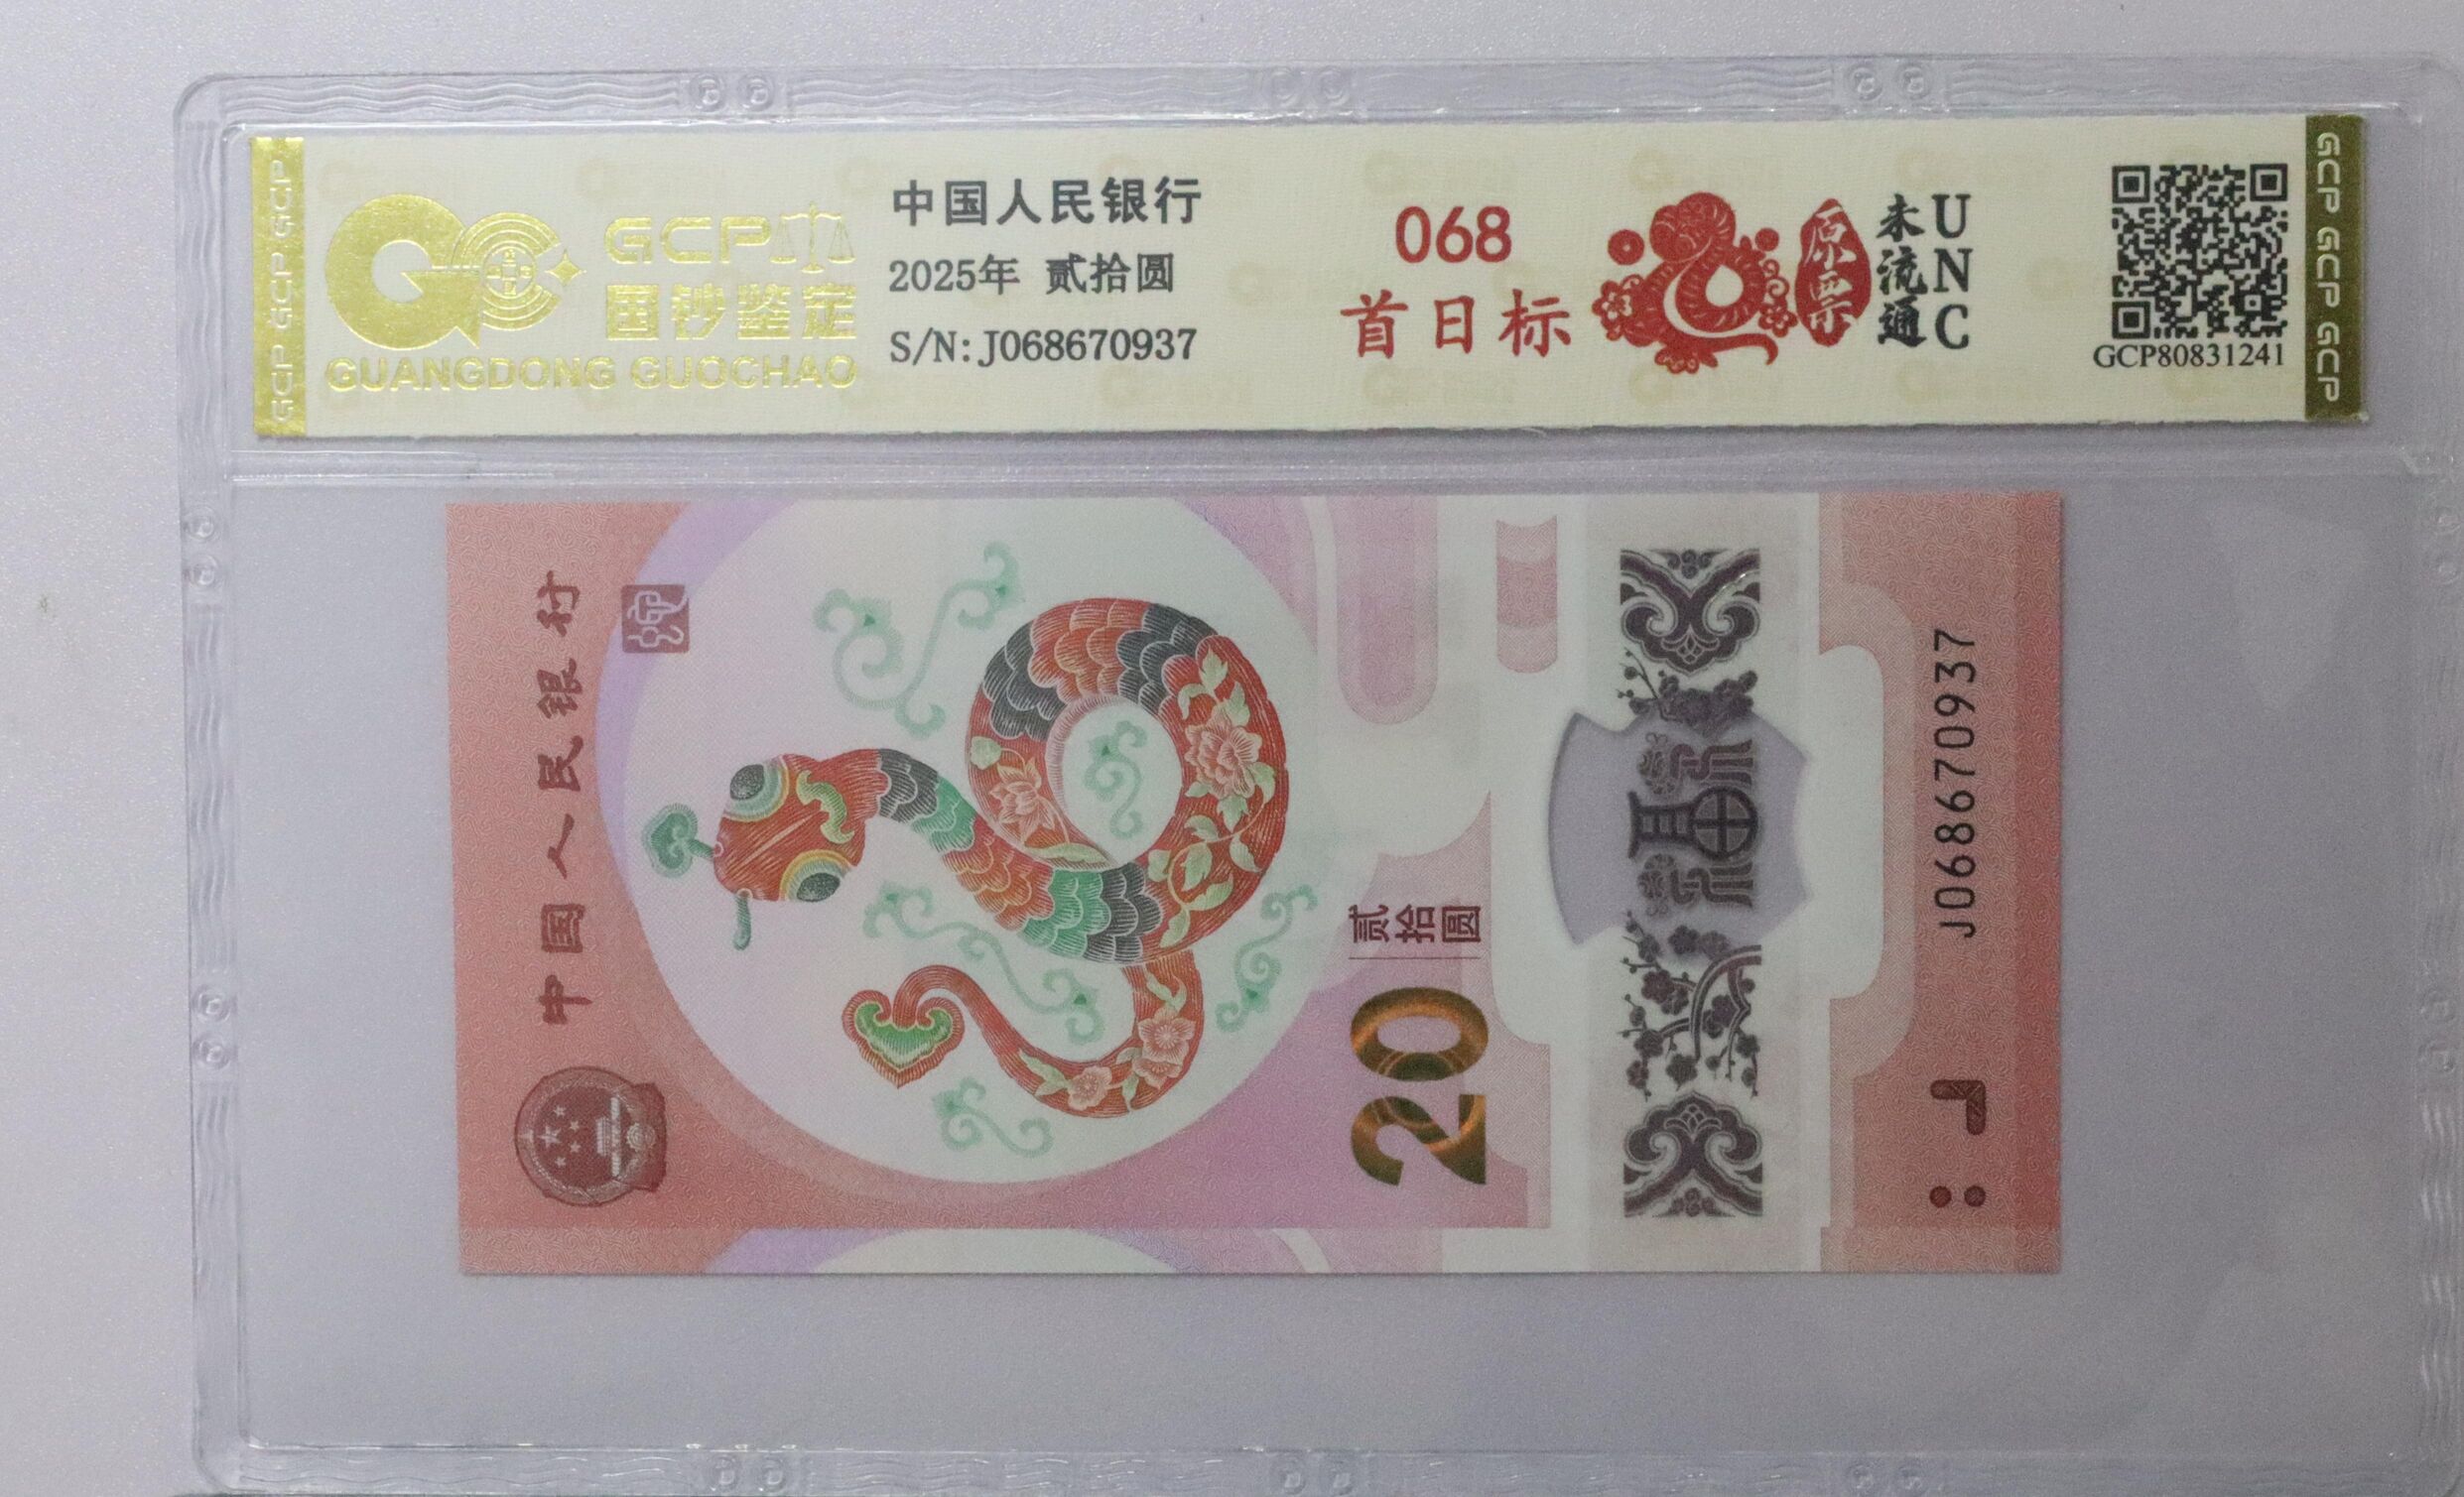 GCP GCP GCP
GCP
国钞鉴定
GUANGDONG GUOCHAO
中国人民银行
2025年 贰拾圆
S/N: J068670937
068
首日标
原票
未流通
UNC
GCP80831241
GCP GCP GCP
中国人民银行
贰拾圆
20
J068670937